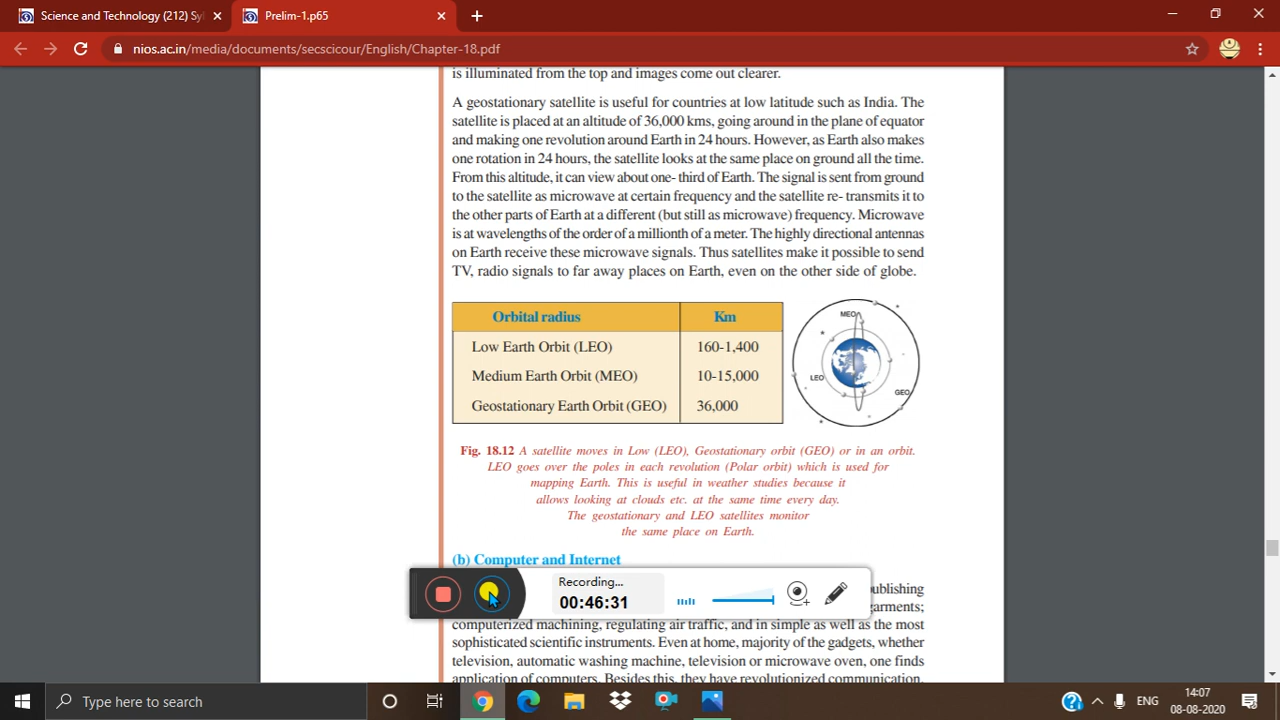 Science and Technology (212) Syl
Prelim-1.p65
nios.ac.in/media/documents/secscicour/English/Chapter-18.pdf
is illuminated from the top and images come out clearer.
A geostationary satellite is useful for countries at low latitude such as India. The
satellite is placed at an altitude of 36,000 kms, going around in the plane of equator
and making one revolution around Earth in 24 hours. However, as Earth also makes
one rotation in 24 hours, the satellite looks at the same place on ground all the time.
From this altitude, it can view about one- third of Earth. The signal is sent from ground
to the satellite as microwave at certain frequency and the satellite re- transmits it to
the other parts of Earth at a different (but still as microwave) frequency. Microwave
is at wavelengths of the order of a millionth of a meter. The highly directional antennas
on Earth receive these microwave signals. Thus satellites make it possible to send
TV, radio signals to far away places on Earth, even on the other side of globe.
Orbital radius Km
Low Earth Orbit (LEO) 160-1,400
Medium Earth Orbit (MEO) 10-15,000
Geostationary Earth Orbit (GEO) 36,000
MEO
LEO
GEO
Fig. 18.12 A satellite moves in Low (LEO), Geostationary orbit (GEO) or in an orbit.
LEO goes over the poles in each revolution (Polar orbit) which is used for
mapping Earth. This is useful in weather studies because it
allows looking at clouds etc. at the same time every day.
The geostationary and LEO satellites monitor
the same place on Earth.
(b) Computer and Internet
Recording...
00:46:31
ublishing
garments;
computerized machining, regulating air traffic, and in simple as well as the most
sophisticated scientific instruments. Even at home, majority of the gadgets, whether
television, automatic washing machine, television or microwave oven, one finds
application of computers. Besides this, they have revolutionized communication.
Type here to search
ENG
14:07
08-08-2020